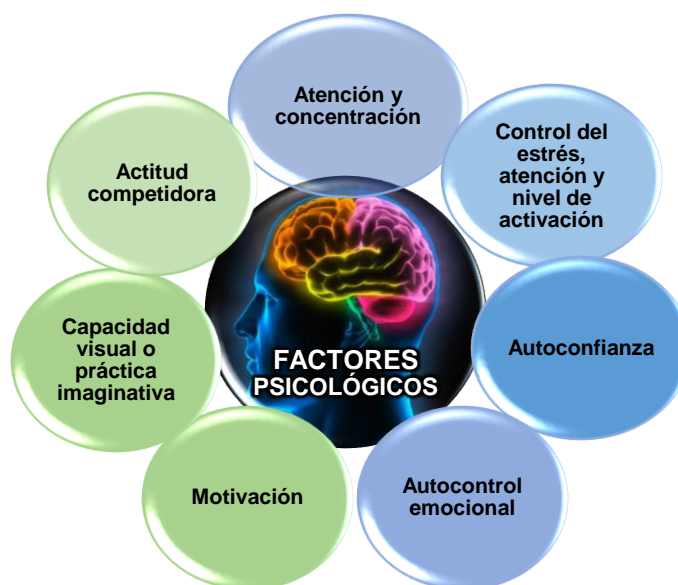 Atención y
concentración
Control del
estrés,
atención y
nivel de
activación
Autoconfianza
Autocontrol
emocional
Motivación
Capacidad
visual o
práctica
imaginativa
Actitud
competidora
FACTORES
PSICOLÓGICOS